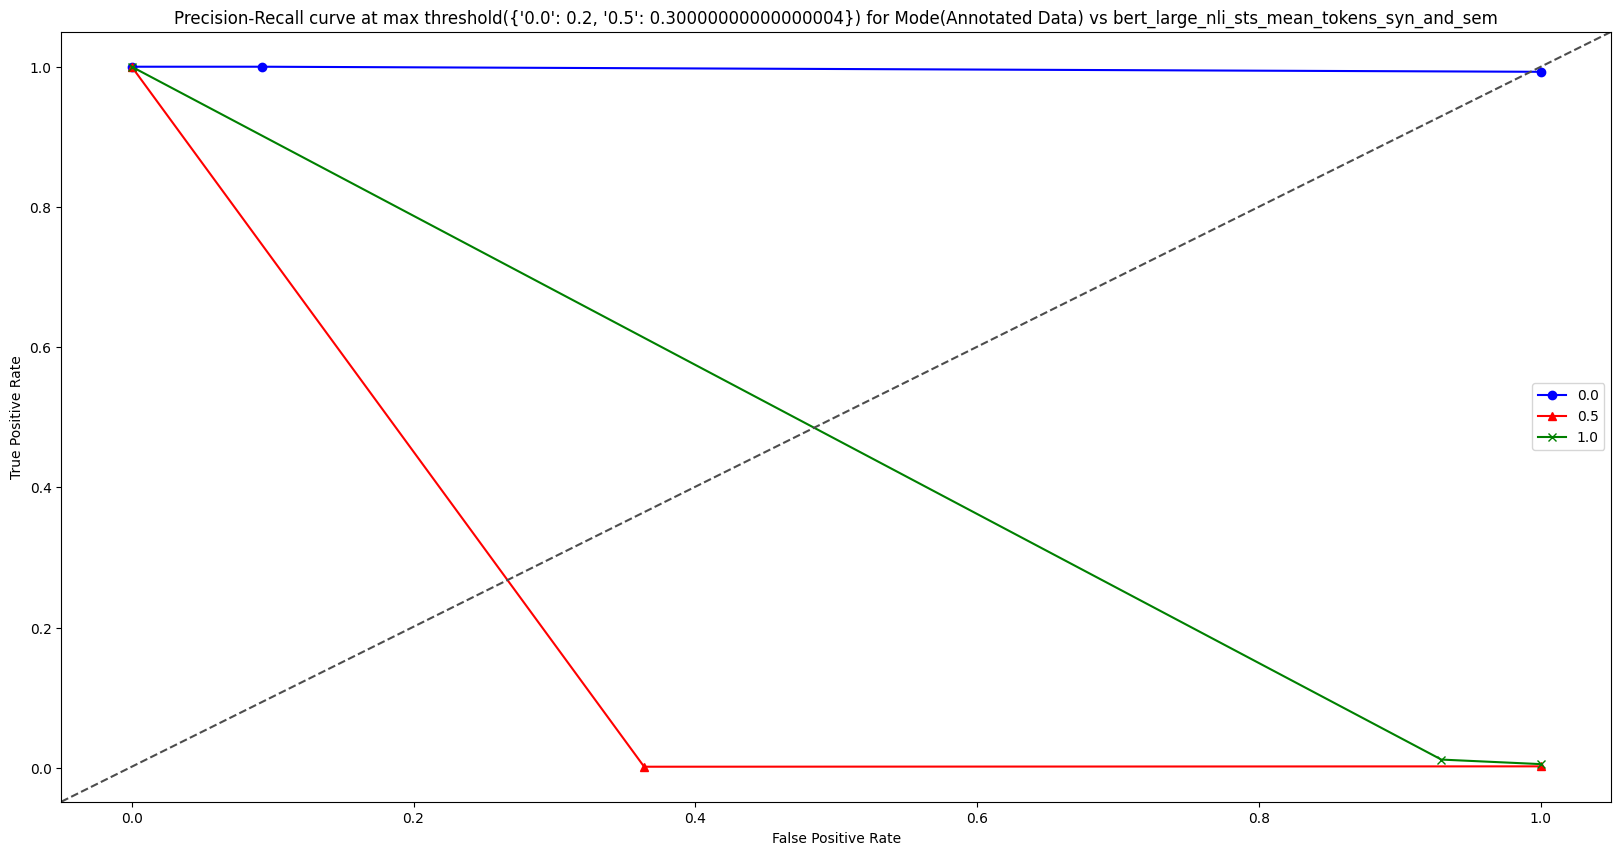 Precision-Recall curve at max threshold({'0.0': 0.2, '0.5': 0.30000000000000004}) for Mode(Annotated Data) vs bert_large_nli_sts_mean_tokens_syn_and_sem
1.0
0.8
0.6
0.4
0.2
0.0
True Positive Rate
0.0
0.5
1.0
0.0 0.2 0.4 0.6 0.8 1.0
False Positive Rate